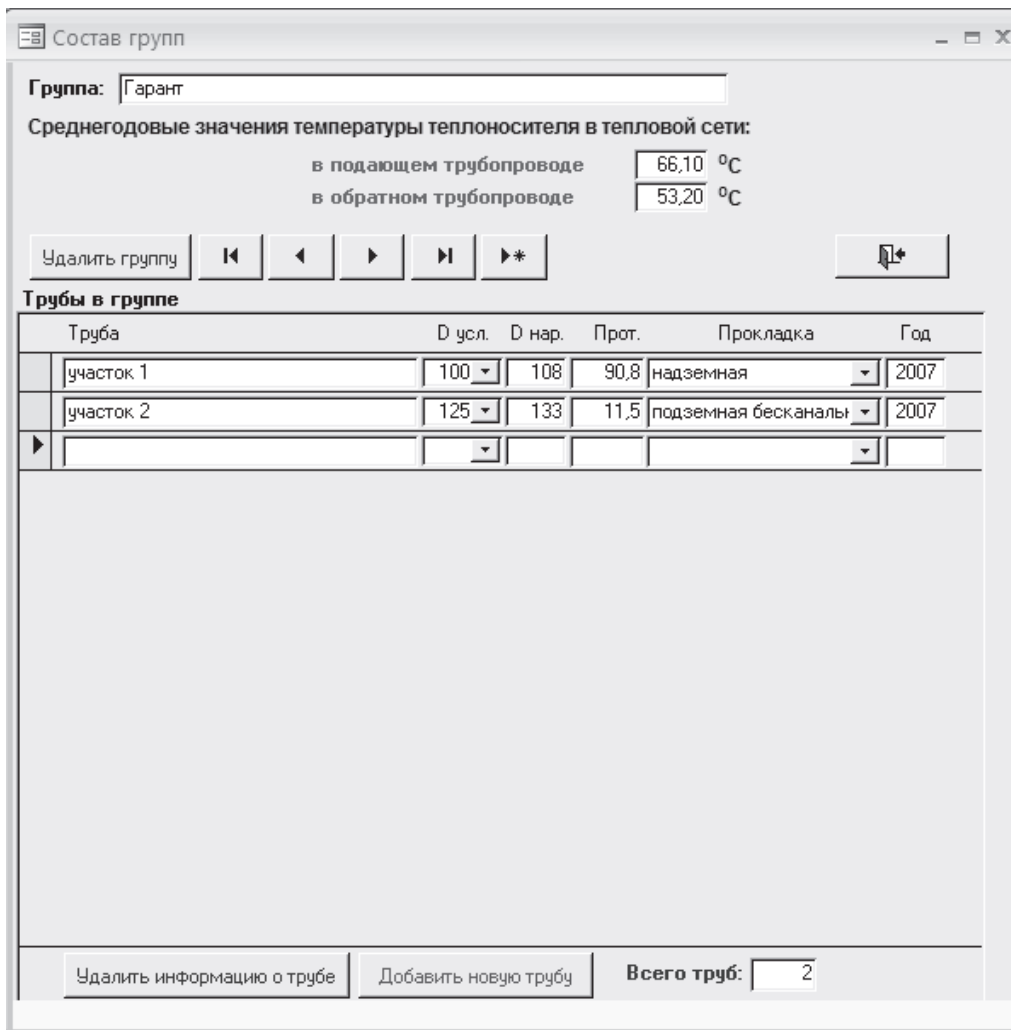 Состав групп
Группа: Гарант
Среднегодовые значения температуры теплоносителя в тепловой сети:
в подающем трубопроводе 66,10 ⁰C
в обратном трубопроводе 53,20 ⁰C
Удалить группу
Трубы в группе
Труба D усл. D нар. Прот. Прокладка Год
участок 1 100 108 90,8 надземная 2007
участок 2 125 133 11,5 подземная бесканальн 2007
Удалить информацию о трубе Добавить новую трубу Всего труб: 2